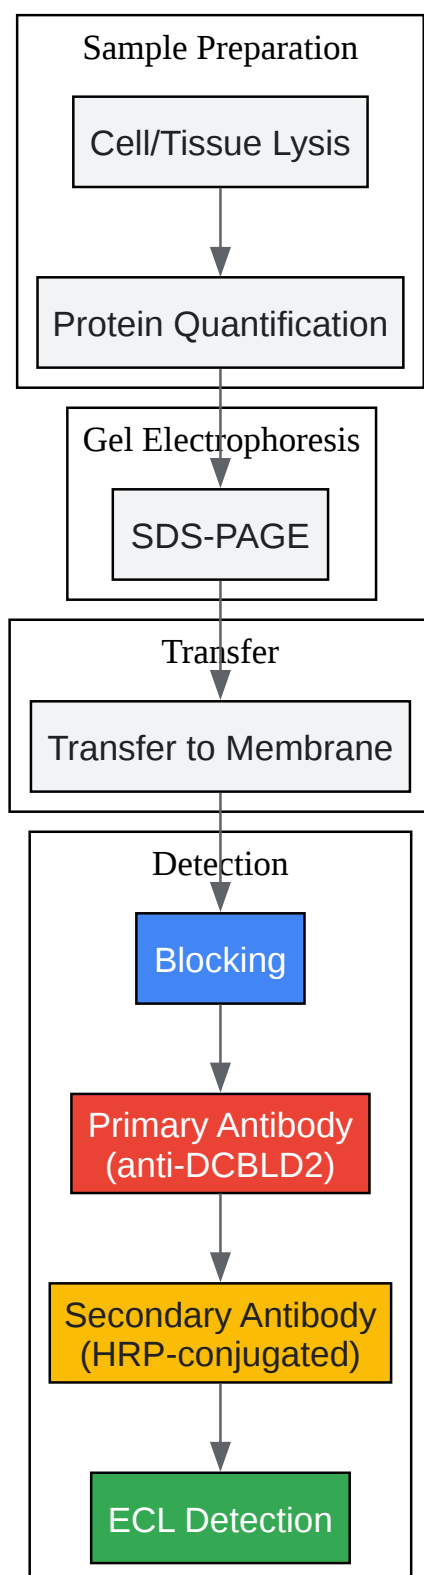 Sample Preparation
Cell/Tissue Lysis
Protein Quantification
Gel Electrophoresis
SDS-PAGE
Transfer
Transfer to Membrane
Detection
Blocking
Primary Antibody
(anti-DCBLD2)
Secondary Antibody
(HRP-conjugated)
ECL Detection